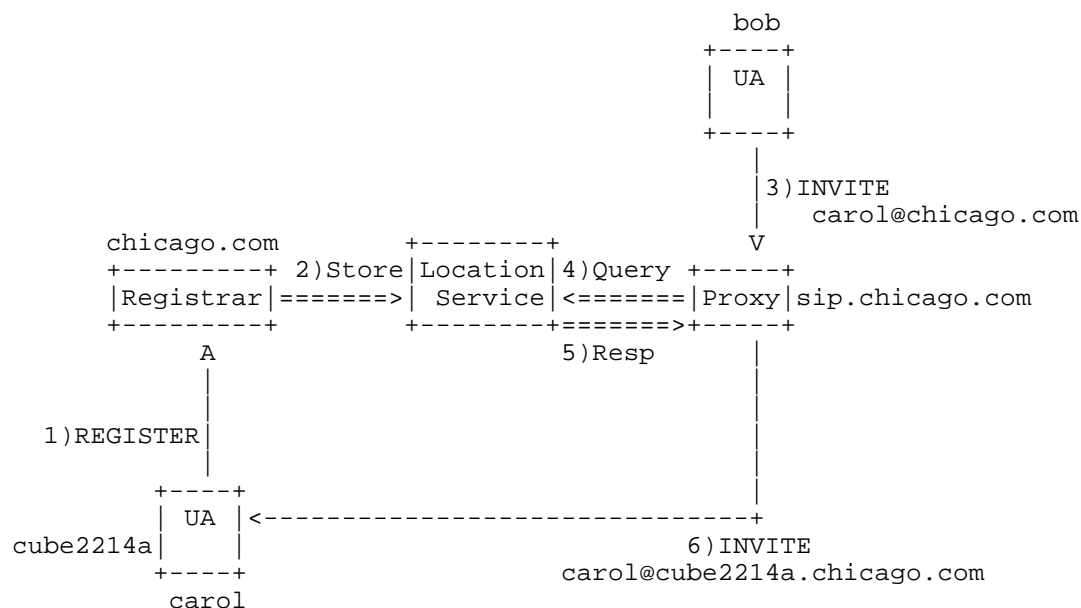 bob
+----+
| UA |
|    |
+----+
|
|3)INVITE
| carol@chicago.com
chicago.com +--------+ V
+---------+ 2)Store|Location|4)Query +-----+
|Registrar|=======>| Service|<=======|Proxy|sip.chicago.com
+---------+ +--------+=======>+-----+
A 5)Resp |
| |
| |
1)REGISTER| |
| |
+----+ |
| UA |<-------------------------------+
cube2214a| | 6)INVITE
+----+ carol@cube2214a.chicago.com
carol